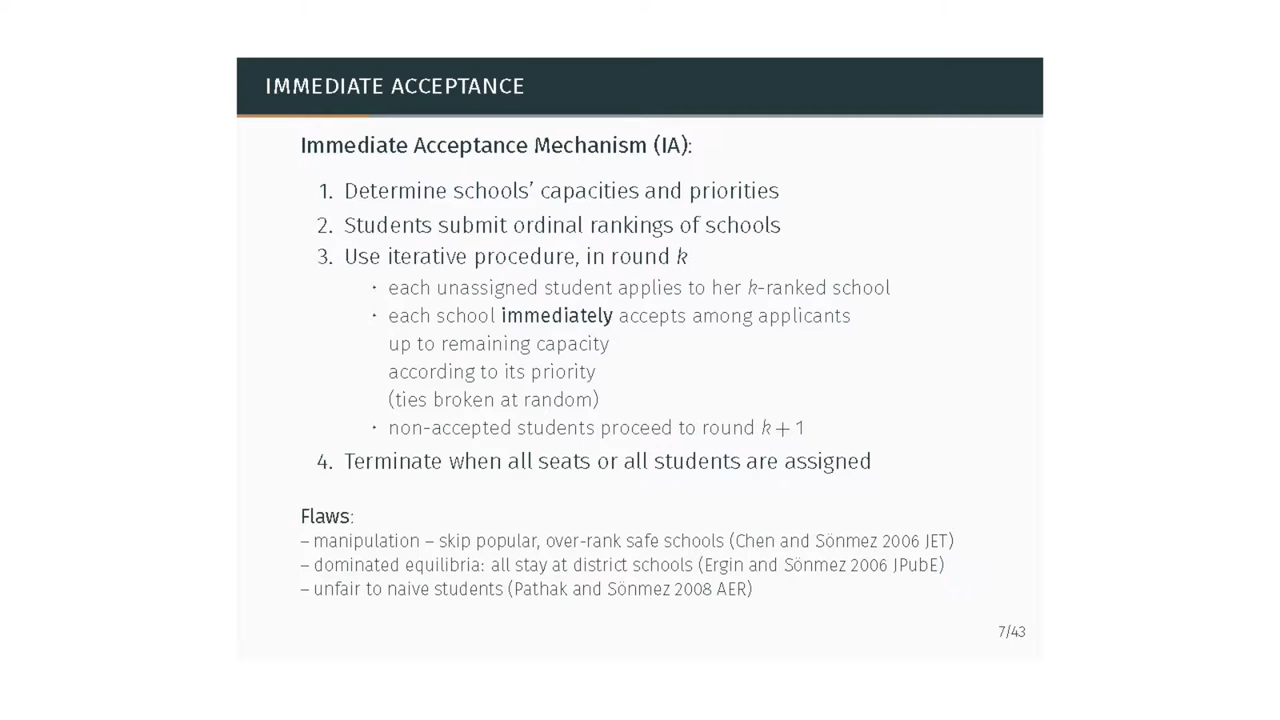 IMMEDIATE ACCEPTANCE
Immediate Acceptance Mechanism (IA):
1. Determine schools’ capacities and priorities
2. Students submit ordinal rankings of schools
3. Use iterative procedure, in round k
· each unassigned student applies to her k-ranked school
· each school immediately accepts among applicants
up to remaining capacity
according to its priority
(ties broken at random)
· non-accepted students proceed to round k + 1
4. Terminate when all seats or all students are assigned
Flaws:
– manipulation – skip popular, over-rank safe schools (Chen and Sönmez 2006 JET)
– dominated equilibria: all stay at district schools (Ergin and Sönmez 2006 JPubE)
– unfair to naive students (Pathak and Sönmez 2008 AER)
7/43